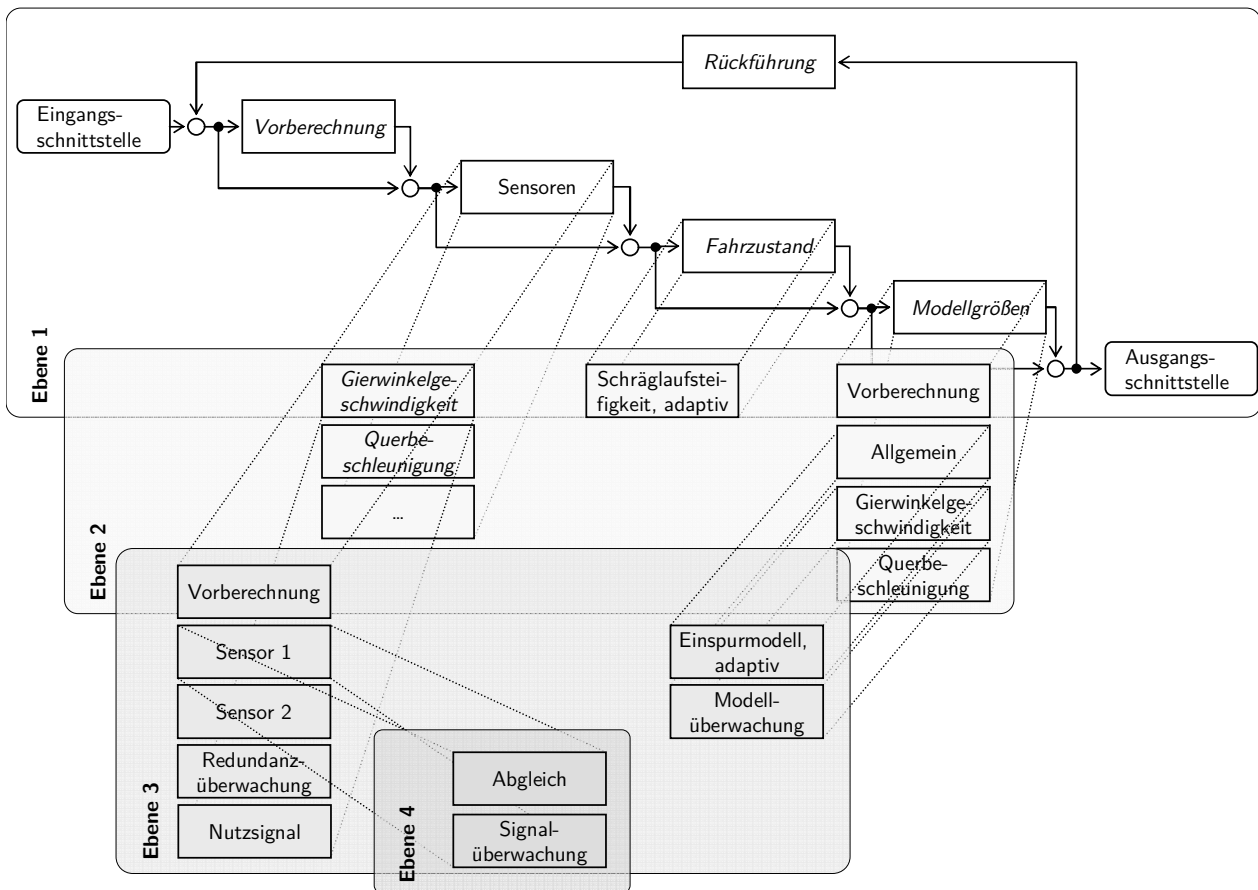 Rückführung
Eingangs-
schnittstelle
Vorberechnung
Sensoren
Fahrzustand
Modellgrößen
Ausgangs-
schnittstelle
Ebene 1
Gierwinkelge-
schwindigkeit
Querbe-
schleunigung
...
Schräglaufstei-
figkeit, adaptiv
Vorberechnung
Allgemein
Gierwinkelge-
schwindigkeit
Querbe-
schleunigung
Ebene 2
Vorberechnung
Sensor 1
Sensor 2
Redundanz-
überwachung
Nutzsignal
Einspurmodell,
adaptiv
Modell-
überwachung
Ebene 3
Abgleich
Signal-
überwachung
Ebene 4